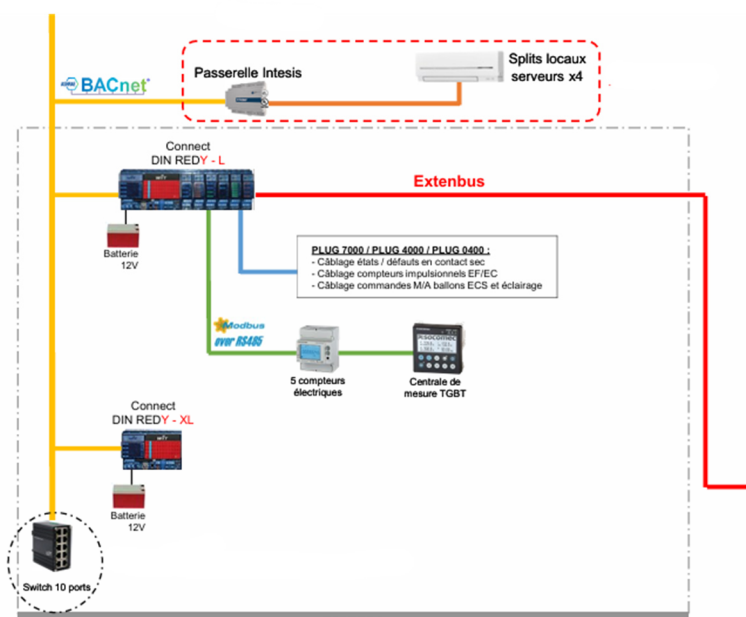 Passerelle Intesis
Splits locaux
serveurs x4
BACnet
Connect
DIN REDY - L
Extenbus
Batterie
12V
PLUG 7000 / PLUG 4000 / PLUG 0400 :
- Câblage états / défauts en contact sec
- Câblage compteurs impulsionnels EF/EC
- Câblage commandes M/A ballons ECS et éclairage
Modbus
over RS485
socomec
5 compteurs
électriques
Centrale de
mesure TGBT
Connect
DIN REDY - XL
Batterie
12V
Switch 10 ports